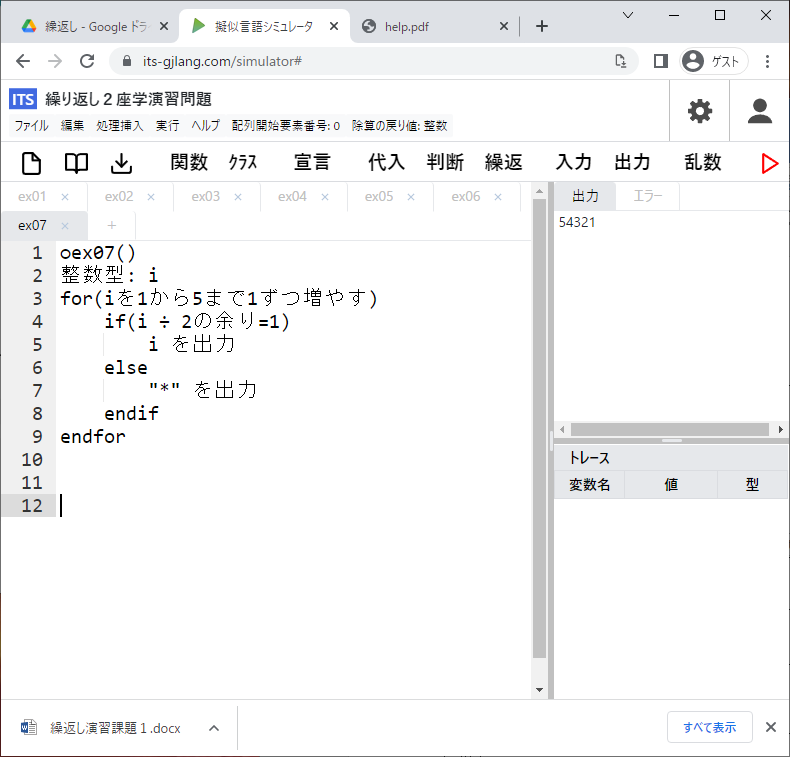 繰返し - Google ドラ
擬似言語シミュレータ
help.pdf
its-gjlang.com/simulator#
ゲスト
ITS 繰り返し２座学演習問題
ファイル 編集 処理挿入 実行 ヘルプ 配列開始要素番号: 0 除算の戻り値: 整数
関数 クラス 宣言 代入 判断 繰返 入力 出力 乱数
ex01 × ex02 × ex03 × ex04 × ex05 × ex06 ×
ex07 × +
1 oex07()
2 整数型: i
3 for(iを1から5まで1ずつ増やす)
4 if(i ÷ 2の余り=1)
5 i を出力
6 else
7 "*" を出力
8 endif
9 endfor
10
11
12
出力 エラー
54321
トレース
変数名 値 型
繰返し演習課題１.docx
すべて表示